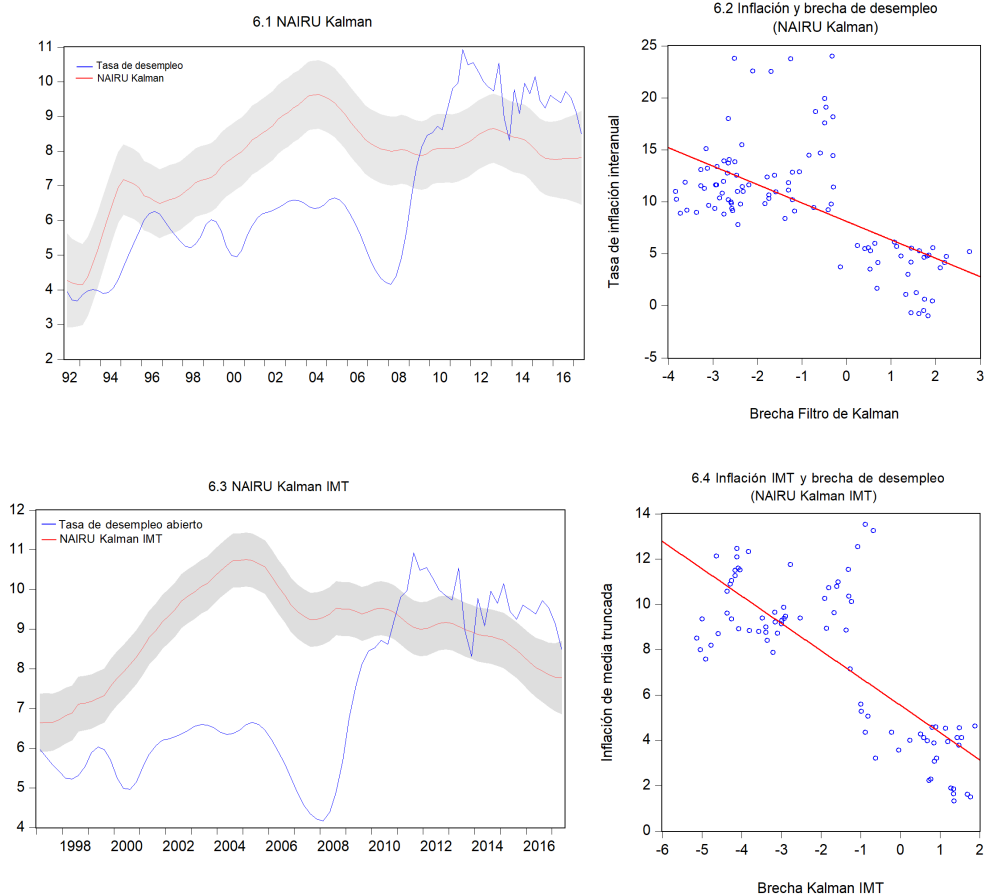 6.1 NAIRU Kalman
11
10
9
8
7
6
5
4
3
2
Tasa de desempleo
NAIRU Kalman
92 94 96 98 00 02 04 06 08 10 12 14 16
6.2 Inflación y brecha de desempleo
(NAIRU Kalman)
Tasa de inflación interanual
25
20
15
10
5
0
-5
-4 -3 -2 -1 0 1 2 3
Brecha Filtro de Kalman
6.3 NAIRU Kalman IMT
12
11
10
9
8
7
6
5
4
Tasa de desempleo abierto
NAIRU Kalman IMT
1998 2000 2002 2004 2006 2008 2010 2012 2014 2016
6.4 Inflación IMT y brecha de desempleo
(NAIRU Kalman IMT)
Inflación de media truncada
14
12
10
8
6
4
2
0
-6 -5 -4 -3 -2 -1 0 1 2
Brecha Kalman IMT